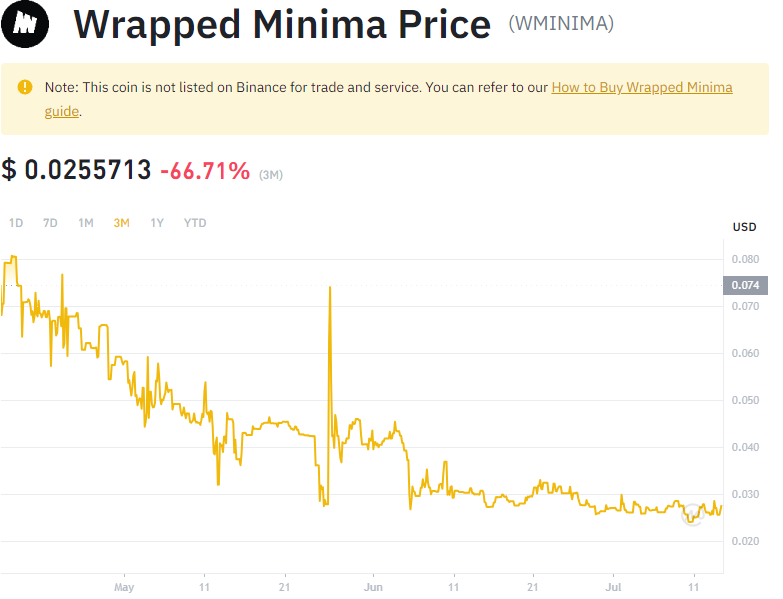 Wrapped Minima Price (WMINIMA)
Note: This coin is not listed on Binance for trade and service. You can refer to our How to Buy Wrapped Minima
guide.
$ 0.0255713 -66.71% (3M)
1D 7D 1M 3M 1Y YTD
USD
0.080
0.074
0.070
0.060
0.050
0.040
0.030
0.020
May 11 21 Jun 11 21 Jul 11